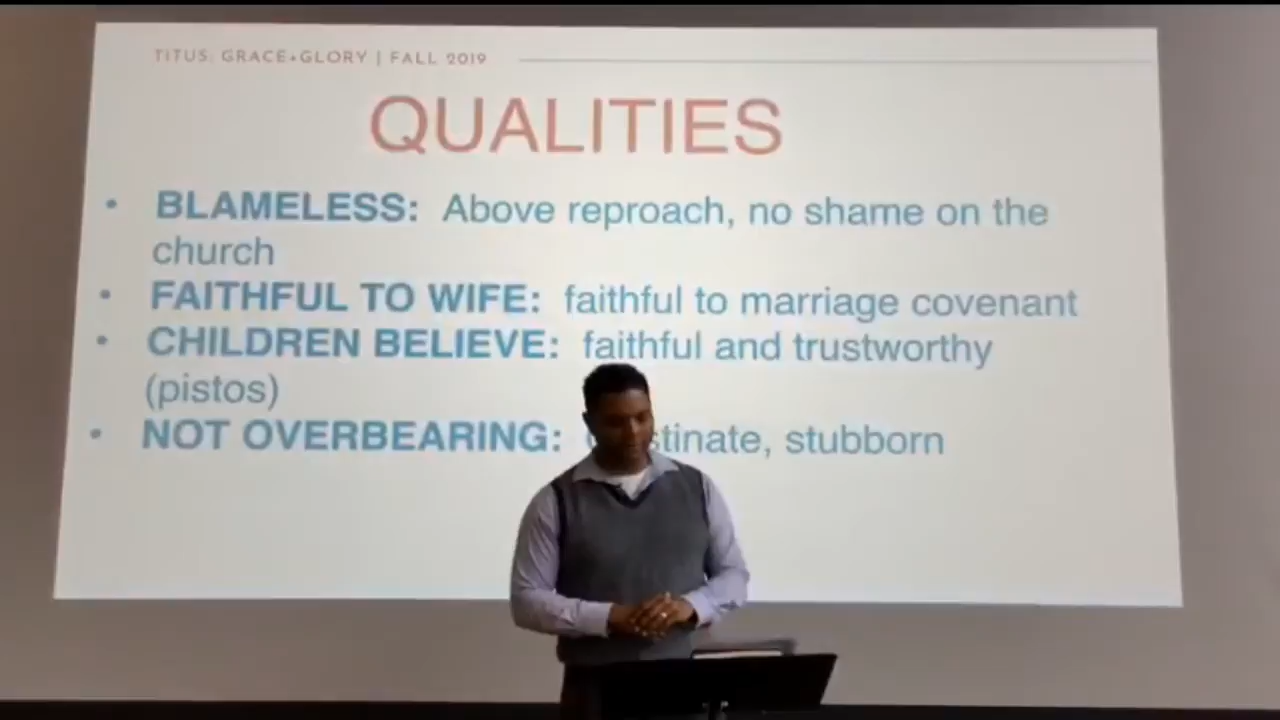 TITUS: GRACE+GLORY | FALL 2019
QUALITIES
• BLAMELESS: Above reproach, no shame on the
church
• FAITHFUL TO WIFE: faithful to marriage covenant
• CHILDREN BELIEVE: faithful and trustworthy
(pistos)
• NOT OVERBEARING: stubborn